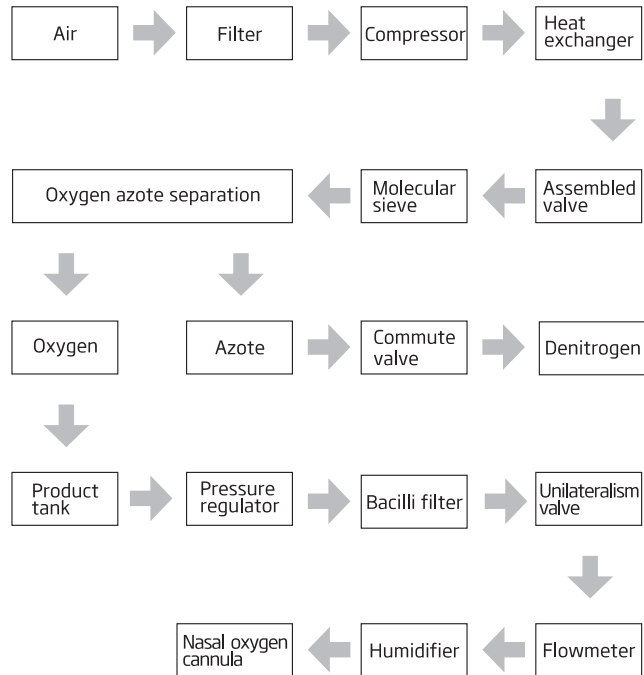 Air
Filter
Compressor
Heat
exchanger
Oxygen azote separation
Molecular
sieve
Assembled
valve
Oxygen
Azote
Commute
valve
Denitrogen
Product
tank
Pressure
regulator
Bacilli filter
Unilateralism
valve
Nasal oxygen
cannula
Humidifier
Flowmeter